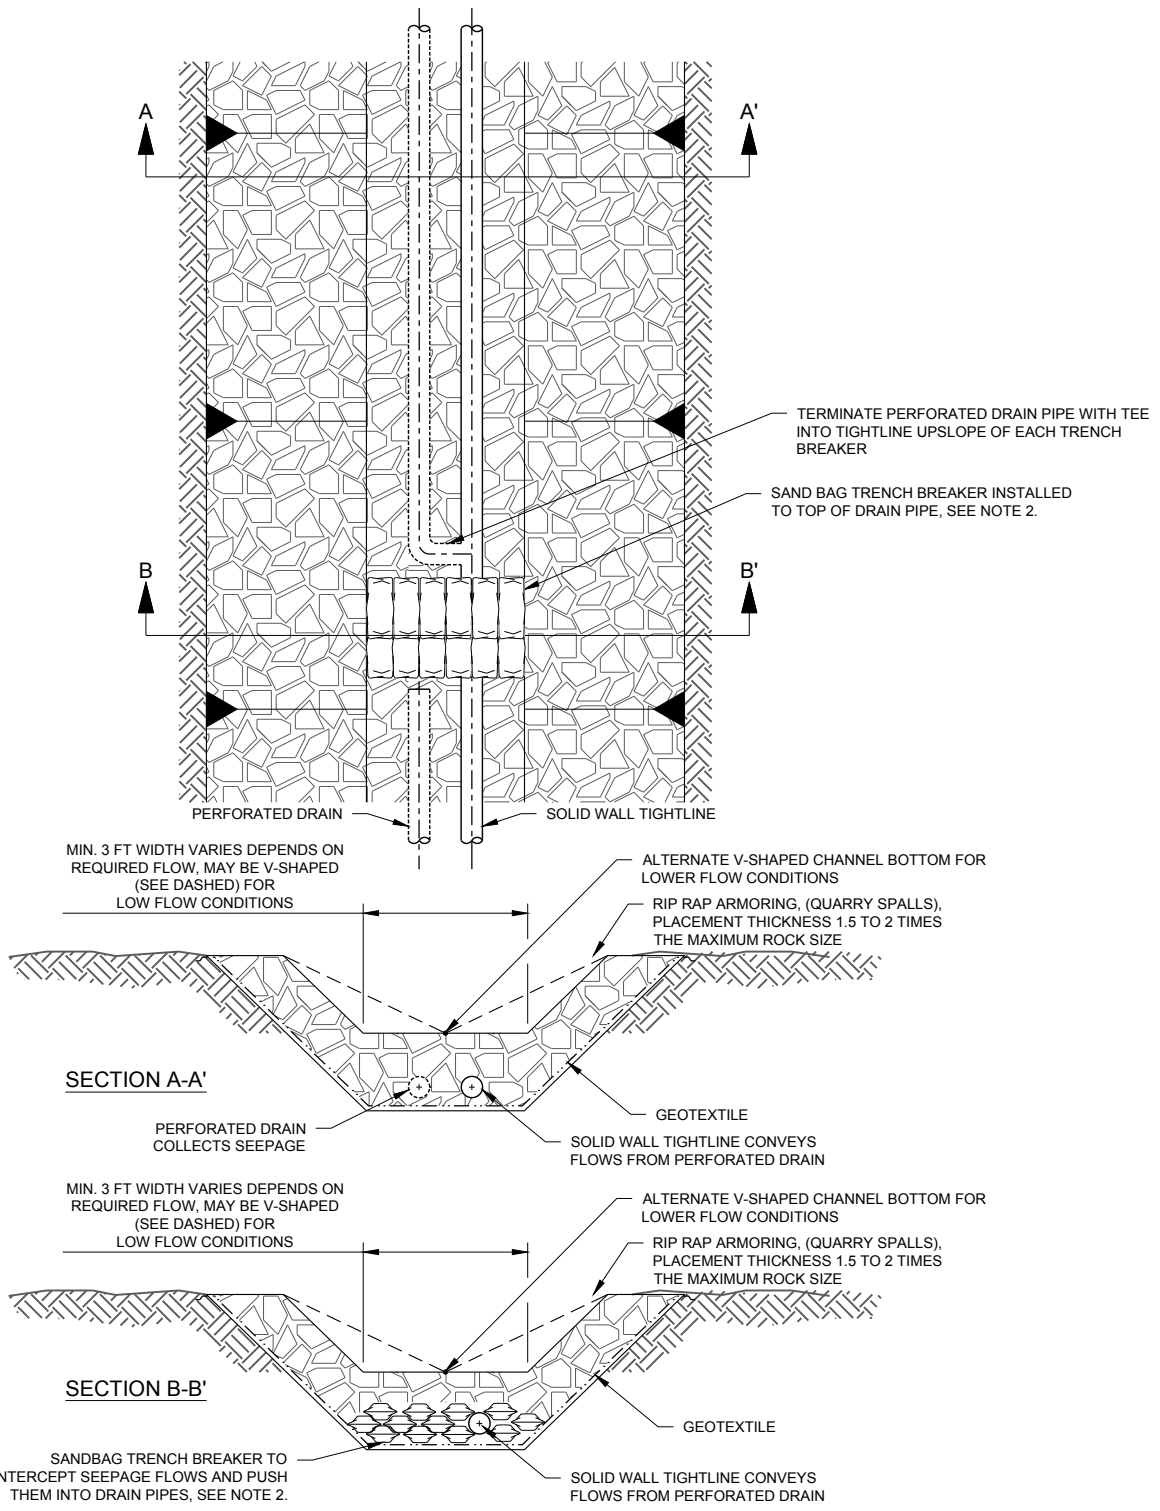 A
A'
TERMINATE PERFORATED DRAIN PIPE WITH TEE
INTO TIGHTLINE UPSLOPE OF EACH TRENCH
BREAKER
SAND BAG TRENCH BREAKER INSTALLED
TO TOP OF DRAIN PIPE, SEE NOTE 2.
B
B'
PERFORATED DRAIN
SOLID WALL TIGHTLINE
MIN. 3 FT WIDTH VARIES DEPENDS ON
REQUIRED FLOW, MAY BE V-SHAPED
(SEE DASHED) FOR
LOW FLOW CONDITIONS
ALTERNATE V-SHAPED CHANNEL BOTTOM FOR
LOWER FLOW CONDITIONS
RIP RAP ARMORING, (QUARRY SPALLS),
PLACEMENT THICKNESS 1.5 TO 2 TIMES
THE MAXIMUM ROCK SIZE
SECTION A-A'
PERFORATED DRAIN
COLLECTS SEEPAGE
GEOTEXTILE
SOLID WALL TIGHTLINE CONVEYS
FLOWS FROM PERFORATED DRAIN
MIN. 3 FT WIDTH VARIES DEPENDS ON
REQUIRED FLOW, MAY BE V-SHAPED
(SEE DASHED) FOR
LOW FLOW CONDITIONS
ALTERNATE V-SHAPED CHANNEL BOTTOM FOR
LOWER FLOW CONDITIONS
RIP RAP ARMORING, (QUARRY SPALLS),
PLACEMENT THICKNESS 1.5 TO 2 TIMES
THE MAXIMUM ROCK SIZE
SECTION B-B'
GEOTEXTILE
SANDBAG TRENCH BREAKER TO
NTERCEPT SEEPAGE FLOWS AND PUSH
THEM INTO DRAIN PIPES, SEE NOTE 2.
SOLID WALL TIGHTLINE CONVEYS
FLOWS FROM PERFORATED DRAIN